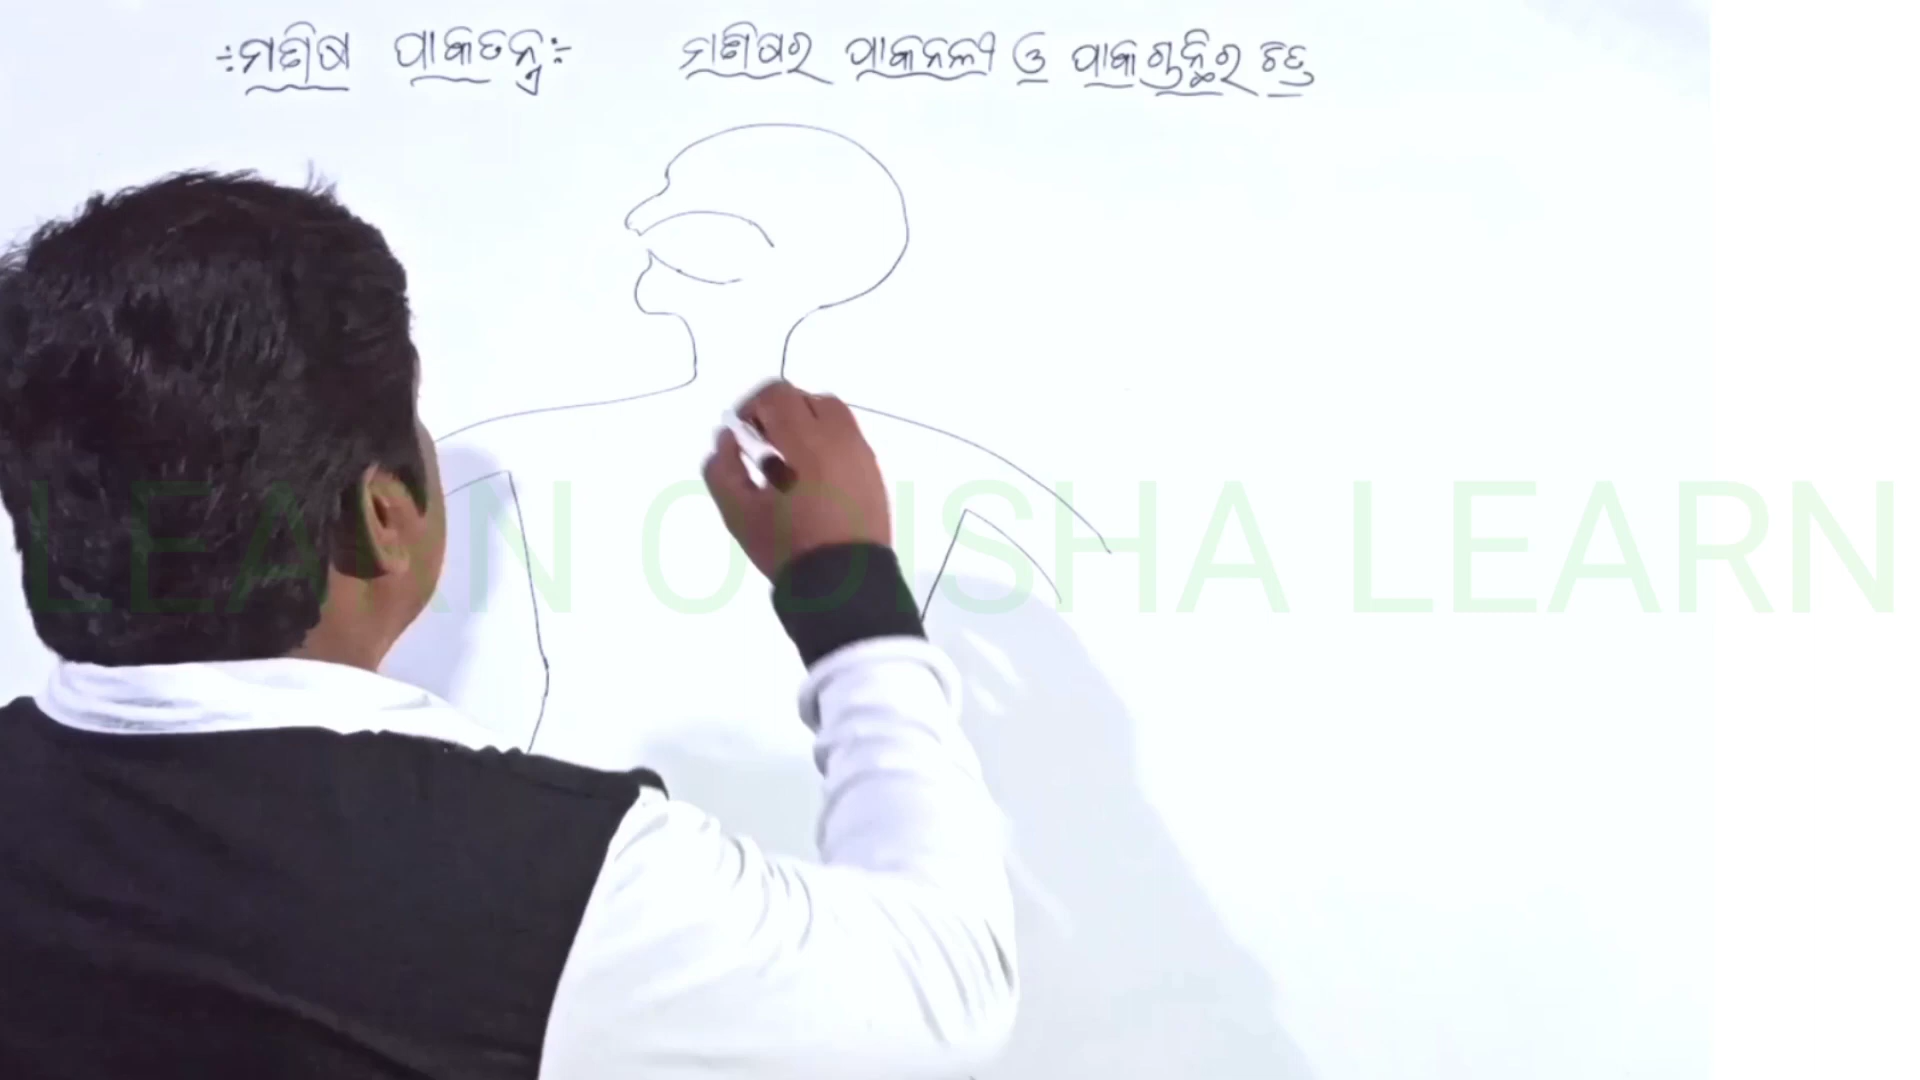 ÷ ମଣିଷ ପାକତନ୍ତ୍ର ÷ ମଣିଷର ପାକନଳୀ ଓ ପାକଗ୍ରନ୍ଥିର ଚିତ୍ର
LEARN ODISHA LEARN